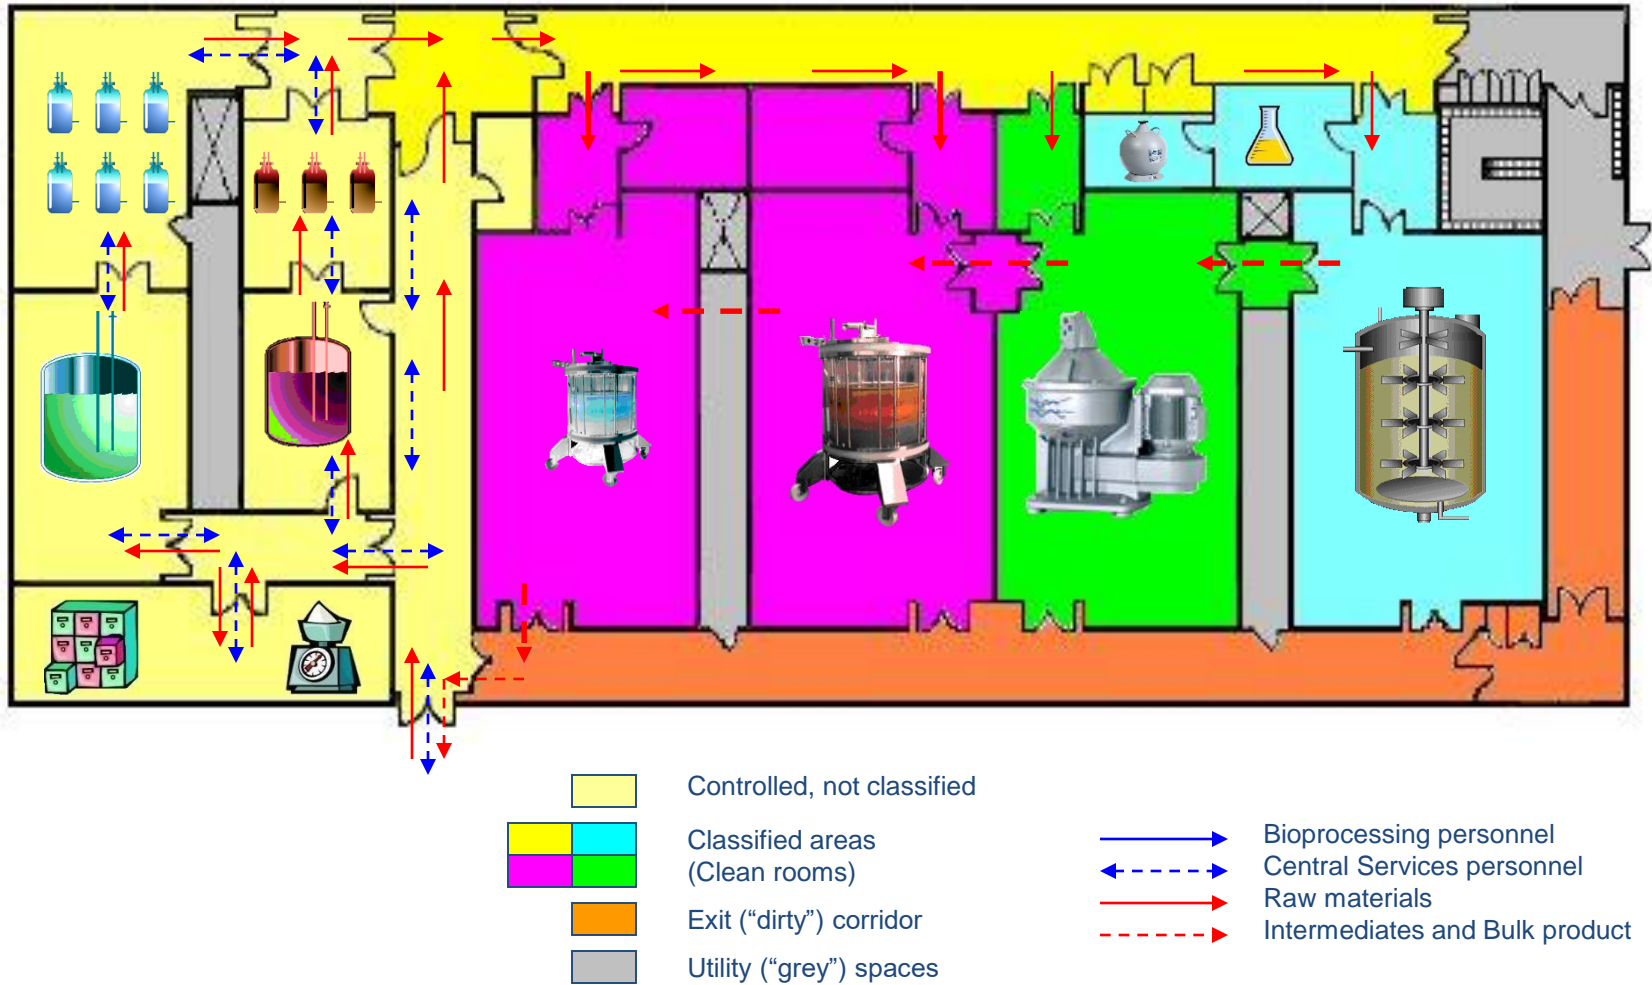 Controlled, not classified
Classified areas
(Clean rooms)
Exit (“dirty”) corridor
Utility (“grey”) spaces
Bioprocessing personnel
Central Services personnel
Raw materials
Intermediates and Bulk product